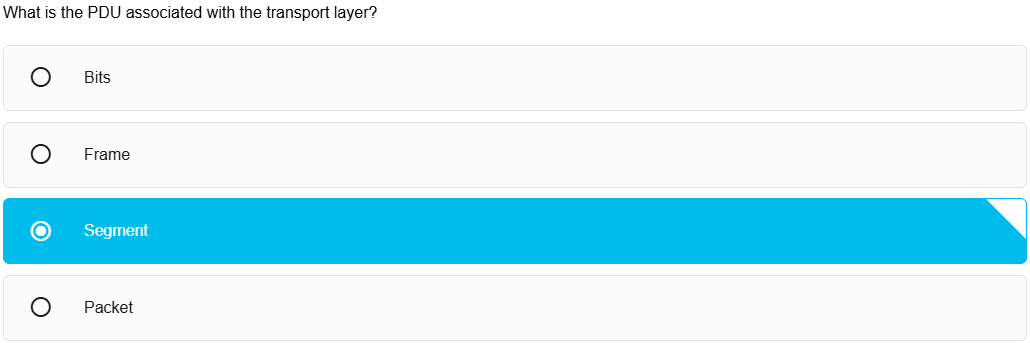 What is the PDU associated with the transport layer?
Bits
Frame
Segment
Packet